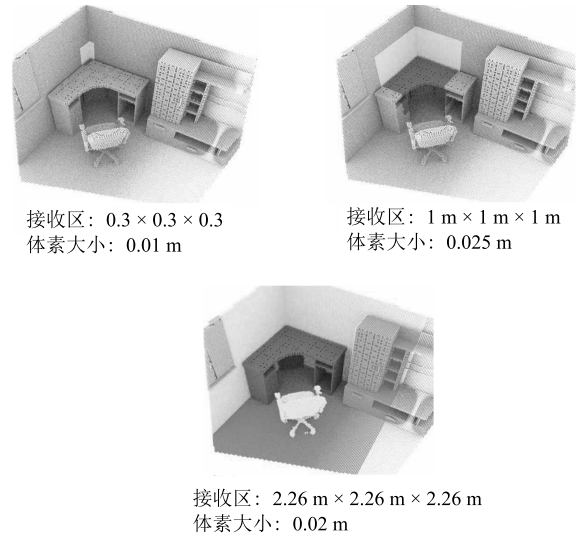 接收区：0.3 × 0.3 × 0.3
体素大小：0.01 m
接收区：1 m × 1 m × 1 m
体素大小：0.025 m
接收区：2.26 m × 2.26 m × 2.26 m
体素大小：0.02 m